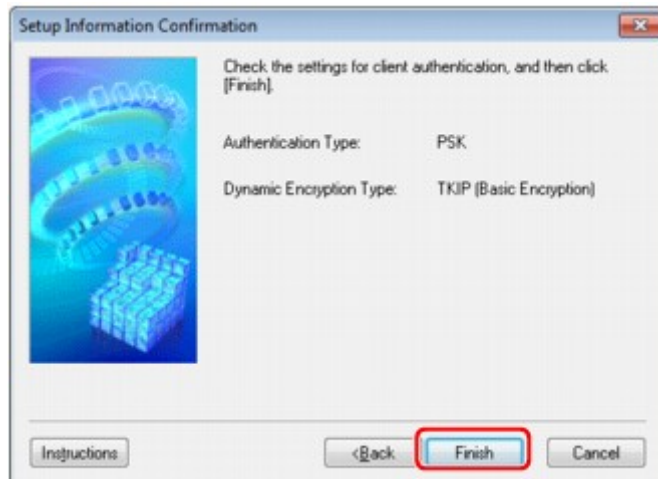 Setup Information Confirmation
Check the settings for client authentication, and then click
[Finish].
Authentication Type: PSK
Dynamic Encryption Type: TKIP (Basic Encryption)
Instructions <Back Finish Cancel